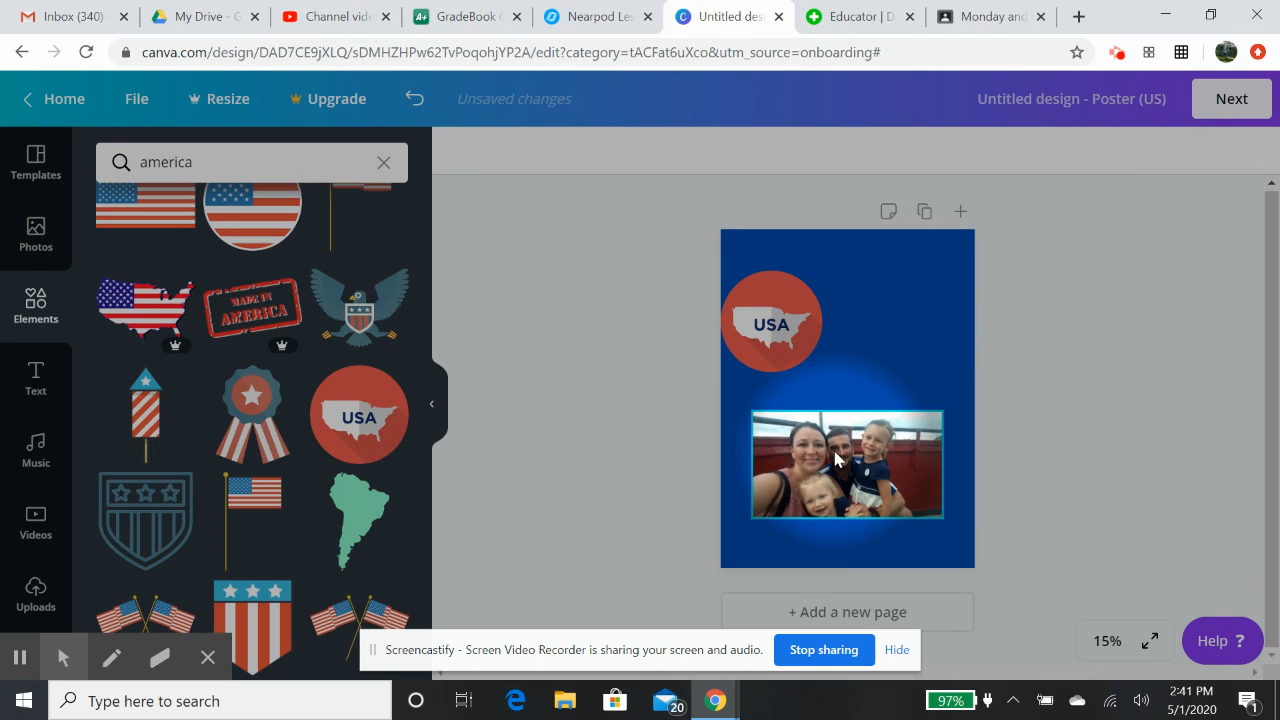 Inbox (340)
My Drive - G
Channel vide
GradeBook C
Nearpod Les
Untitled desi
Educator | D
Monday and
canva.com/design/DAD7CE9jXLQ/sDMHZHPw62TvPoqohjYP2A/edit?category=tACFat6uXco&utm_source=onboarding#
Home
File
Resize
Upgrade
Unsaved changes
Untitled design - Poster (US)
Next
Templates
Photos
Elements
Text
Music
Videos
Uploads
america
MADE IN
AMERICA
USA
USA
+ Add a new page
Screencastify - Screen Video Recorder is sharing your screen and audio.
Stop sharing
Hide
15%
Help ?
Type here to search
20
97%
2:41 PM
5/1/2020
1